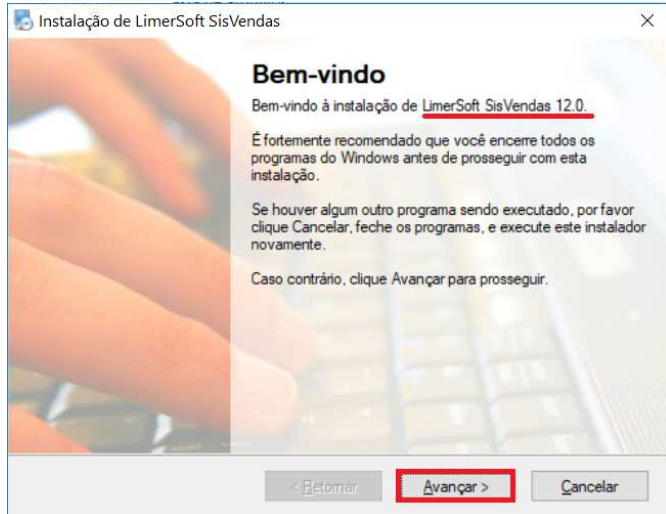 Instalação de LimerSoft SisVendas
Bem-vindo
Bem-vindo à instalação de LimerSoft SisVendas 12.0.
É fortemente recomendado que você encerre todos os
programas do Windows antes de prosseguir com esta
instalação.
Se houver algum outro programa sendo executado, por favor
clique Cancelar, feche os programas, e execute este instalador
novamente.
Caso contrário, clique Avançar para prosseguir.
< Retornar
Avançar >
Cancelar